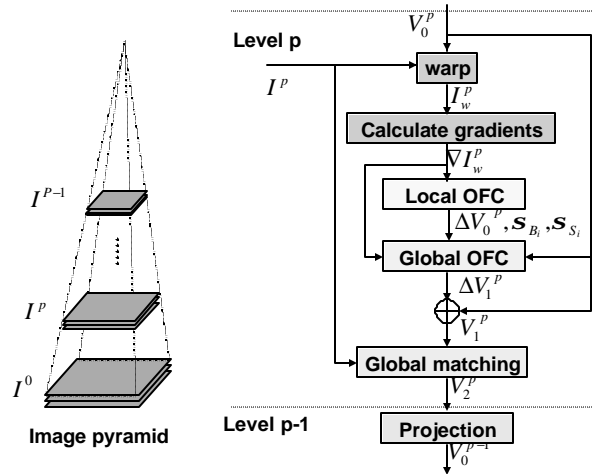 I^{P-1}
I^p
I^0
Image pyramid
Level p
V_0^p
warp
I^p
I_w^p
Calculate gradients
∇I_w^p
Local OFC
ΔV_0^p, s_{B_i}, s_{S_i}
Global OFC
ΔV_1^p
V_1^p
Global matching
V_2^p
Level p-1
Projection
V_0^{p-1}